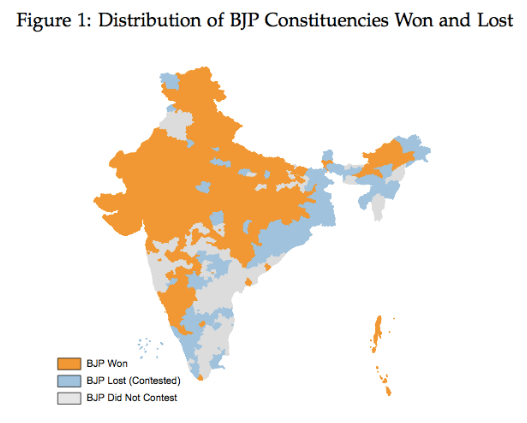 Figure 1: Distribution of BJP Constituencies Won and Lost
BJP Won
BJP Lost (Contested)
BJP Did Not Contest